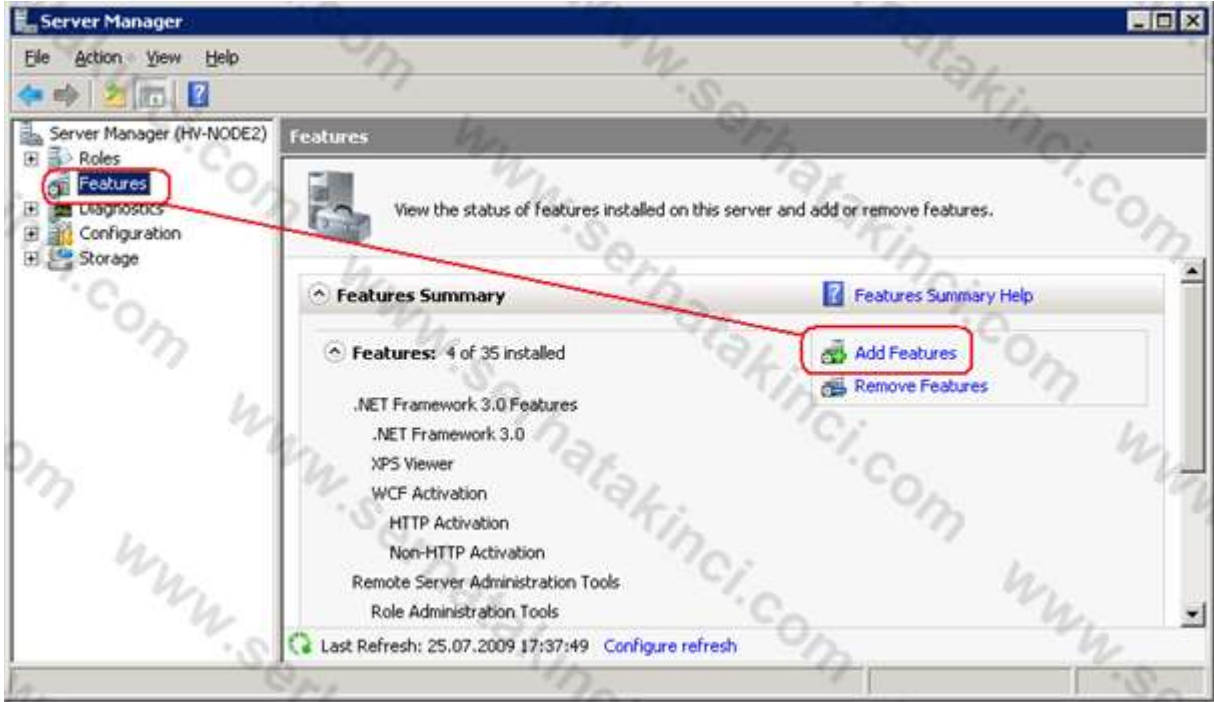 Server Manager
File Action View Help
Server Manager (HV-NODE2)
Roles
Features
Diagnostics
Configuration
Storage
Features
View the status of features installed on this server and add or remove features.
Features Summary
Features Summary Help
Features: 4 of 35 installed
Add Features
Remove Features
.NET Framework 3.0 Features
.NET Framework 3.0
XPS Viewer
WCF Activation
HTTP Activation
Non-HTTP Activation
Remote Server Administration Tools
Role Administration Tools
Last Refresh: 25.07.2009 17:37:49 Configure refresh
www.serhatakinci.com